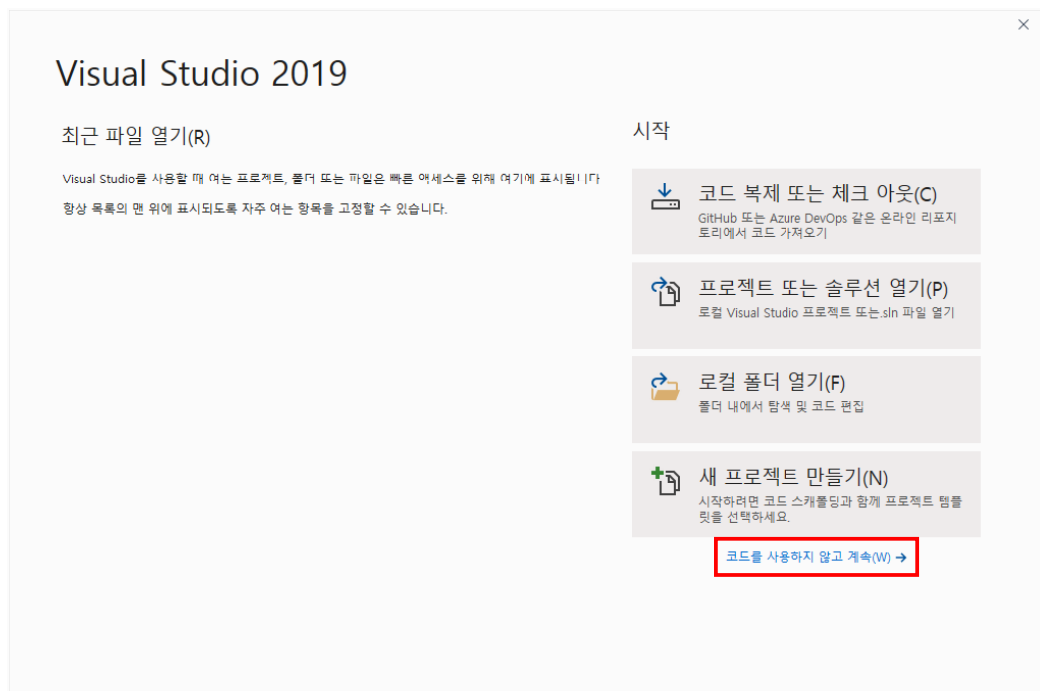 Visual Studio 2019
최근 파일 열기(R)
Visual Studio를 사용할 때 여는 프로젝트, 폴더 또는 파일은 빠른 액세스를 위해 여기에 표시됩니다
항상 목록의 맨 위에 표시되도록 자주 여는 항목을 고정할 수 있습니다.
시작
코드 복제 또는 체크 아웃(C)
GitHub 또는 Azure DevOps 같은 온라인 리포지
토리에서 코드 가져오기
프로젝트 또는 솔루션 열기(P)
로컬 Visual Studio 프로젝트 또는.sln 파일 열기
로컬 폴더 열기(F)
폴더 내에서 탐색 및 코드 편집
새 프로젝트 만들기(N)
시작하려면 코드 스캐폴딩과 함께 프로젝트 템플
릿을 선택하세요.
코드를 사용하지 않고 계속(W) →